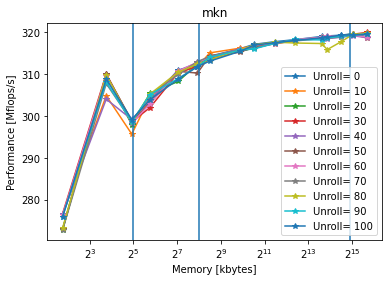 mkn
Performance [Mflops/s]
320
310
300
290
280
Unroll= 0
Unroll= 10
Unroll= 20
Unroll= 30
Unroll= 40
Unroll= 50
Unroll= 60
Unroll= 70
Unroll= 80
Unroll= 90
Unroll= 100
2^3 2^5 2^7 2^9 2^11 2^13 2^15
Memory [kbytes]